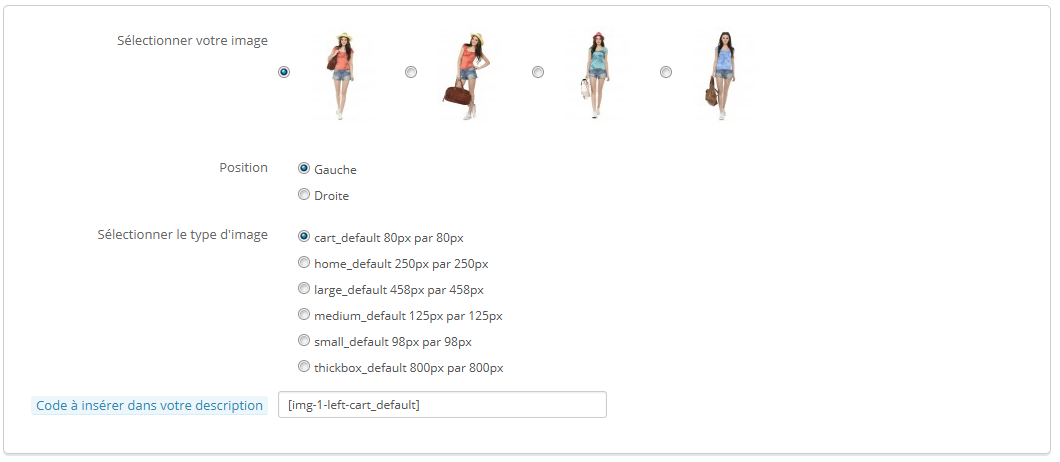 Sélectionner votre image
Position
Gauche
Droite
Sélectionner le type d'image
cart_default 80px par 80px
home_default 250px par 250px
large_default 458px par 458px
medium_default 125px par 125px
small_default 98px par 98px
thickbox_default 800px par 800px
Code à insérer dans votre description
[img-1-left-cart_default]